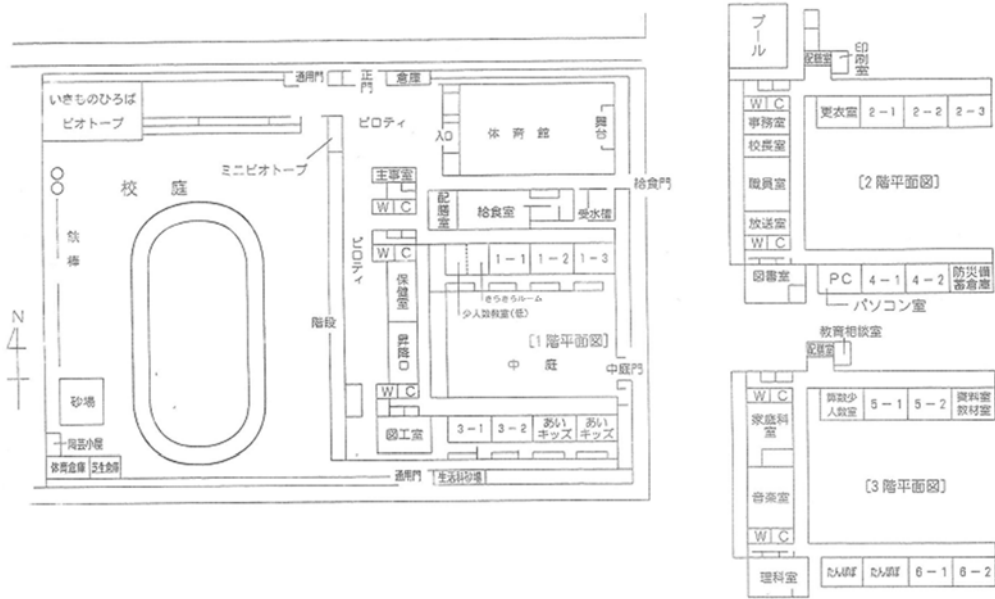 通用門
正門
倉庫
いきものひろば
ビオトープ
ピロティ
入口
体育館
舞台
ミニビオトープ
給食門
主事室
WC
配膳室
給食室
受水槽
校庭
鉄棒
WC
ピロティ
保健室
1-1
1-2
1-3
きらきらルーム
少人数教室(低)
階段
[1階平面図]
昇降口
中庭
中庭門
N
4
WC
砂場
図工室
3-1
3-2
あい
キッズ
あい
キッズ
陶芸小屋
体育倉庫
通用門
生活科砂場
プール
配膳室
印刷室
WC
更衣室
2-1
2-2
2-3
事務室
校長室
職員室
[2階平面図]
放送室
WC
図書室
PC
4-1
4-2
防災備
蓄倉庫
パソコン室
教育相談室
配膳室
WC
家庭科
室
算数少
人数室
5-1
5-2
資料室
教材室
音楽室
[3階平面図]
WC
理科室
たんぽぽ
たんぽぽ
6-1
6-2